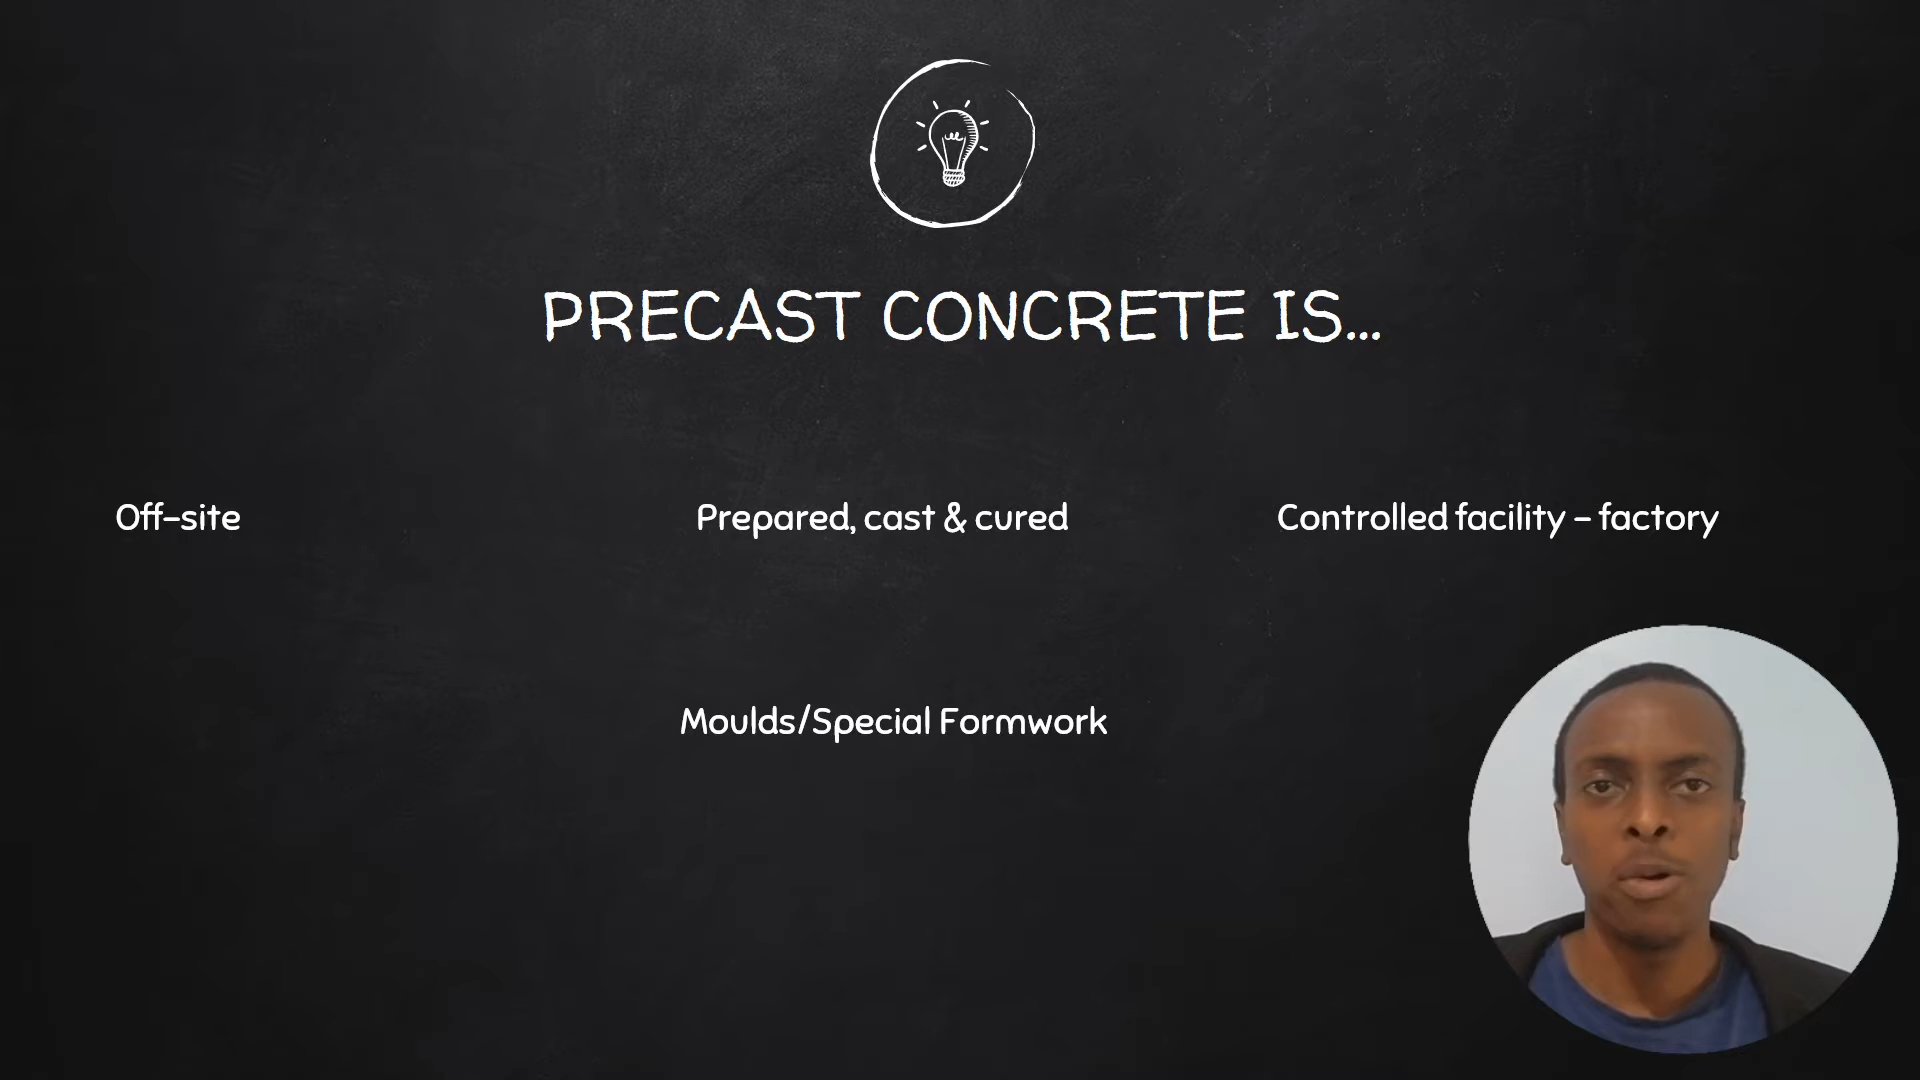 PRECAST CONCRETE IS...
Off-site
Prepared, cast & cured
Controlled facility - factory
Moulds/Special Formwork